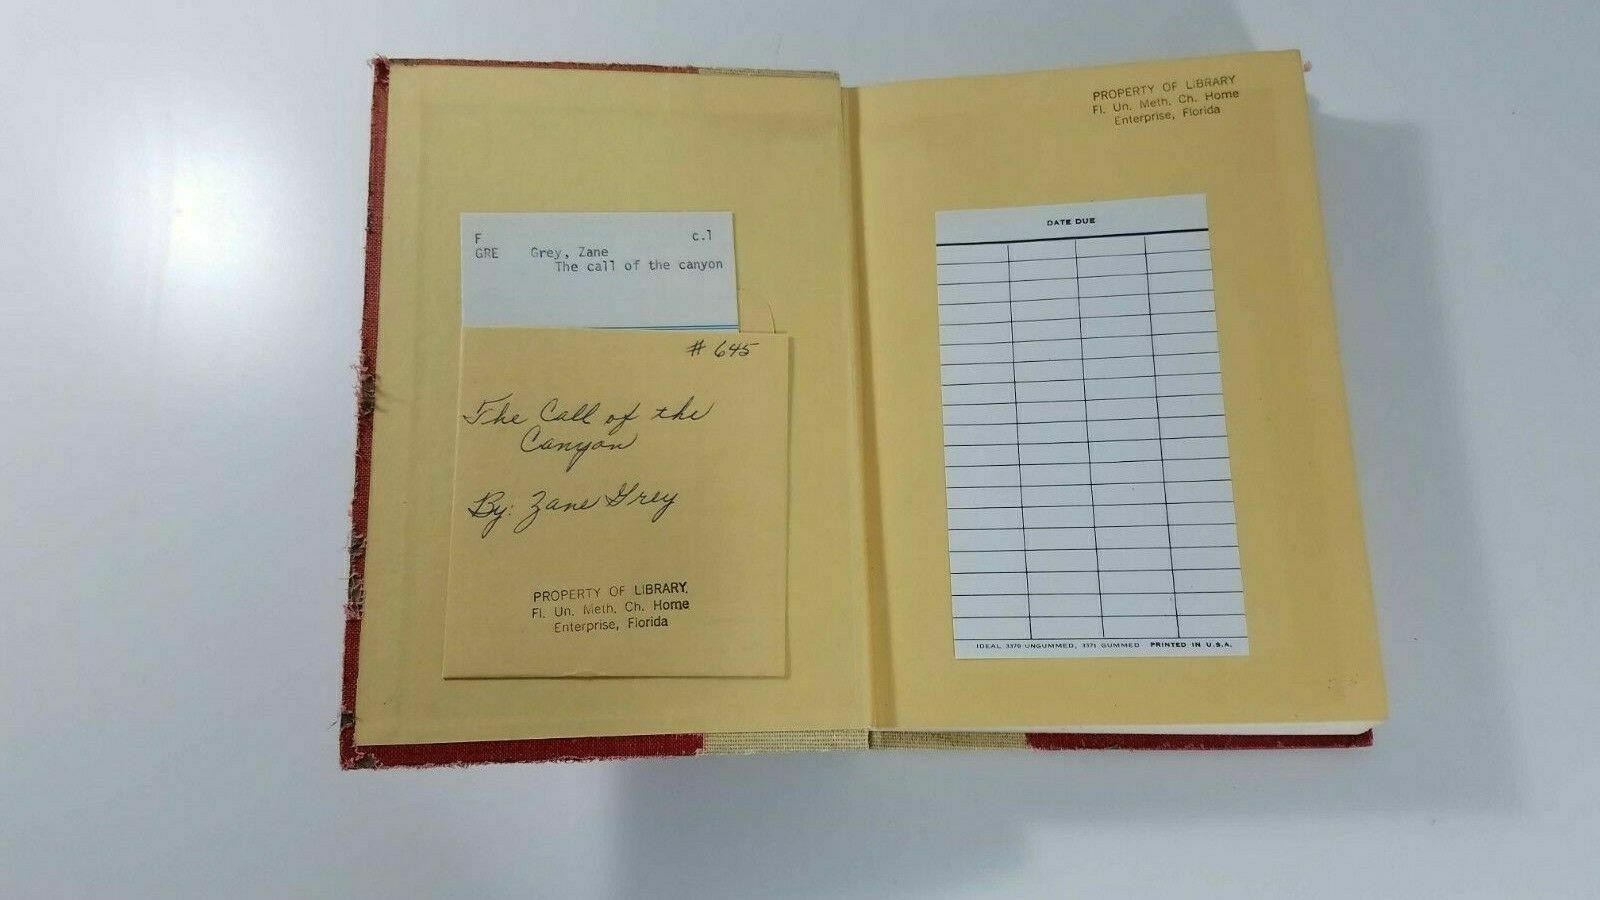 F c.1
GRE Grey, Zane
The call of the canyon
# 645
The Call of the
Canyon
By: Zane Grey
PROPERTY OF LIBRARY.
Fl. Un. Meth. Ch. Home
Enterprise, Florida
PROPERTY OF LIBRARY
Fl. Un. Meth. Ch. Home
Enterprise, Florida
DATE DUE
IDEAL 3370 UNGUMMED, 3371 GUMMED PRINTED IN U.S.A.